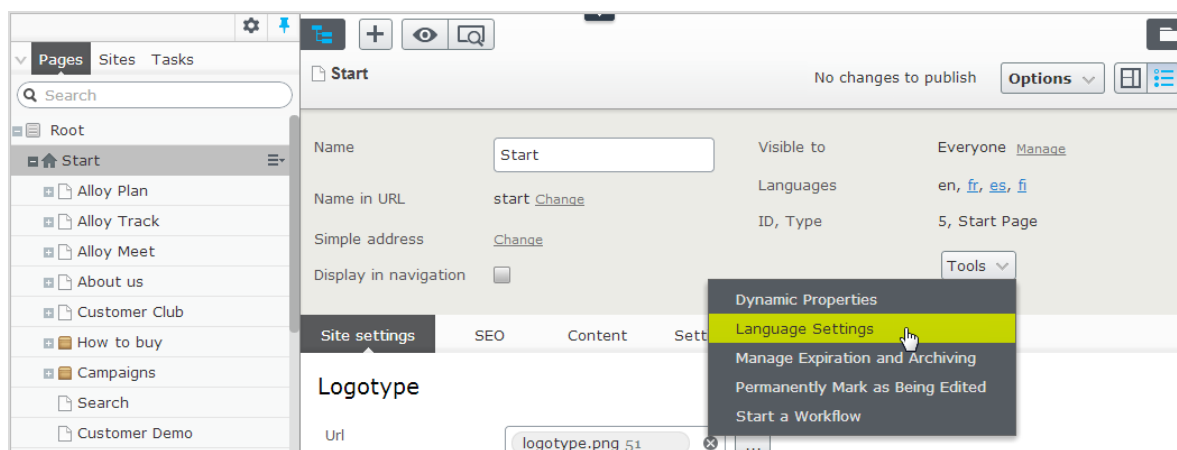 Pages Sites Tasks
Search
Root
Start
Alloy Plan
Alloy Track
Alloy Meet
About us
Customer Club
How to buy
Campaigns
Search
Customer Demo
Start
No changes to publish
Options
Name
Start
Name in URL
start Change
Simple address
Change
Display in navigation
Visible to
Everyone Manage
Languages
en, fr, es, fi
ID, Type
5, Start Page
Tools
Dynamic Properties
Language Settings
Manage Expiration and Archiving
Permanently Mark as Being Edited
Start a Workflow
Site settings SEO Content Sett
Logotype
Url
logotype.png 51
...